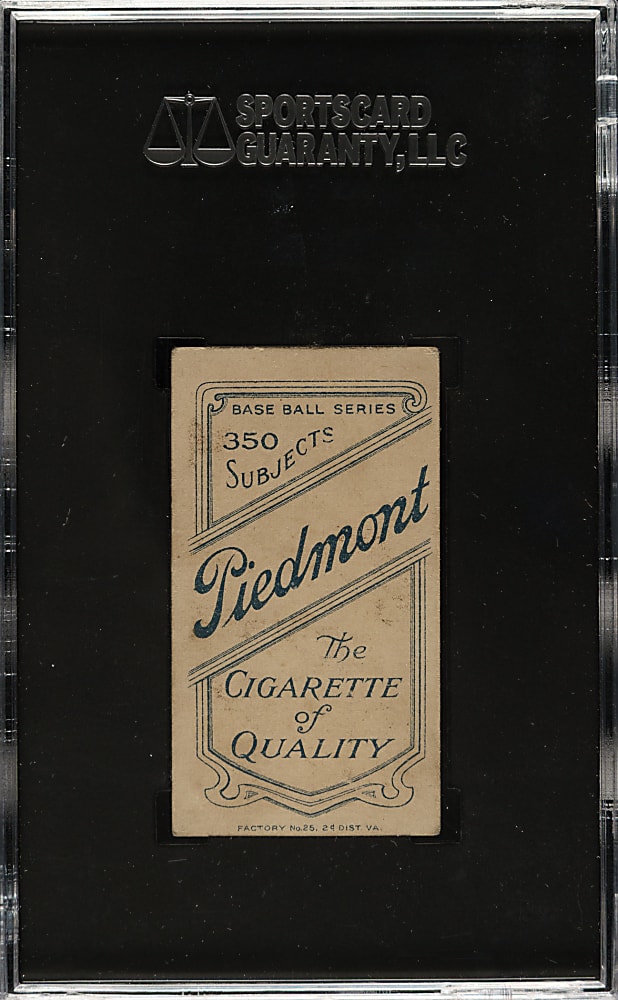 SPORTSCARD
GUARANTY, LLC
BASE BALL SERIES
350
SUBJECTS
Piedmont
The
CIGARETTE
of
QUALITY
FACTORY No. 25, 2d DIST. VA.